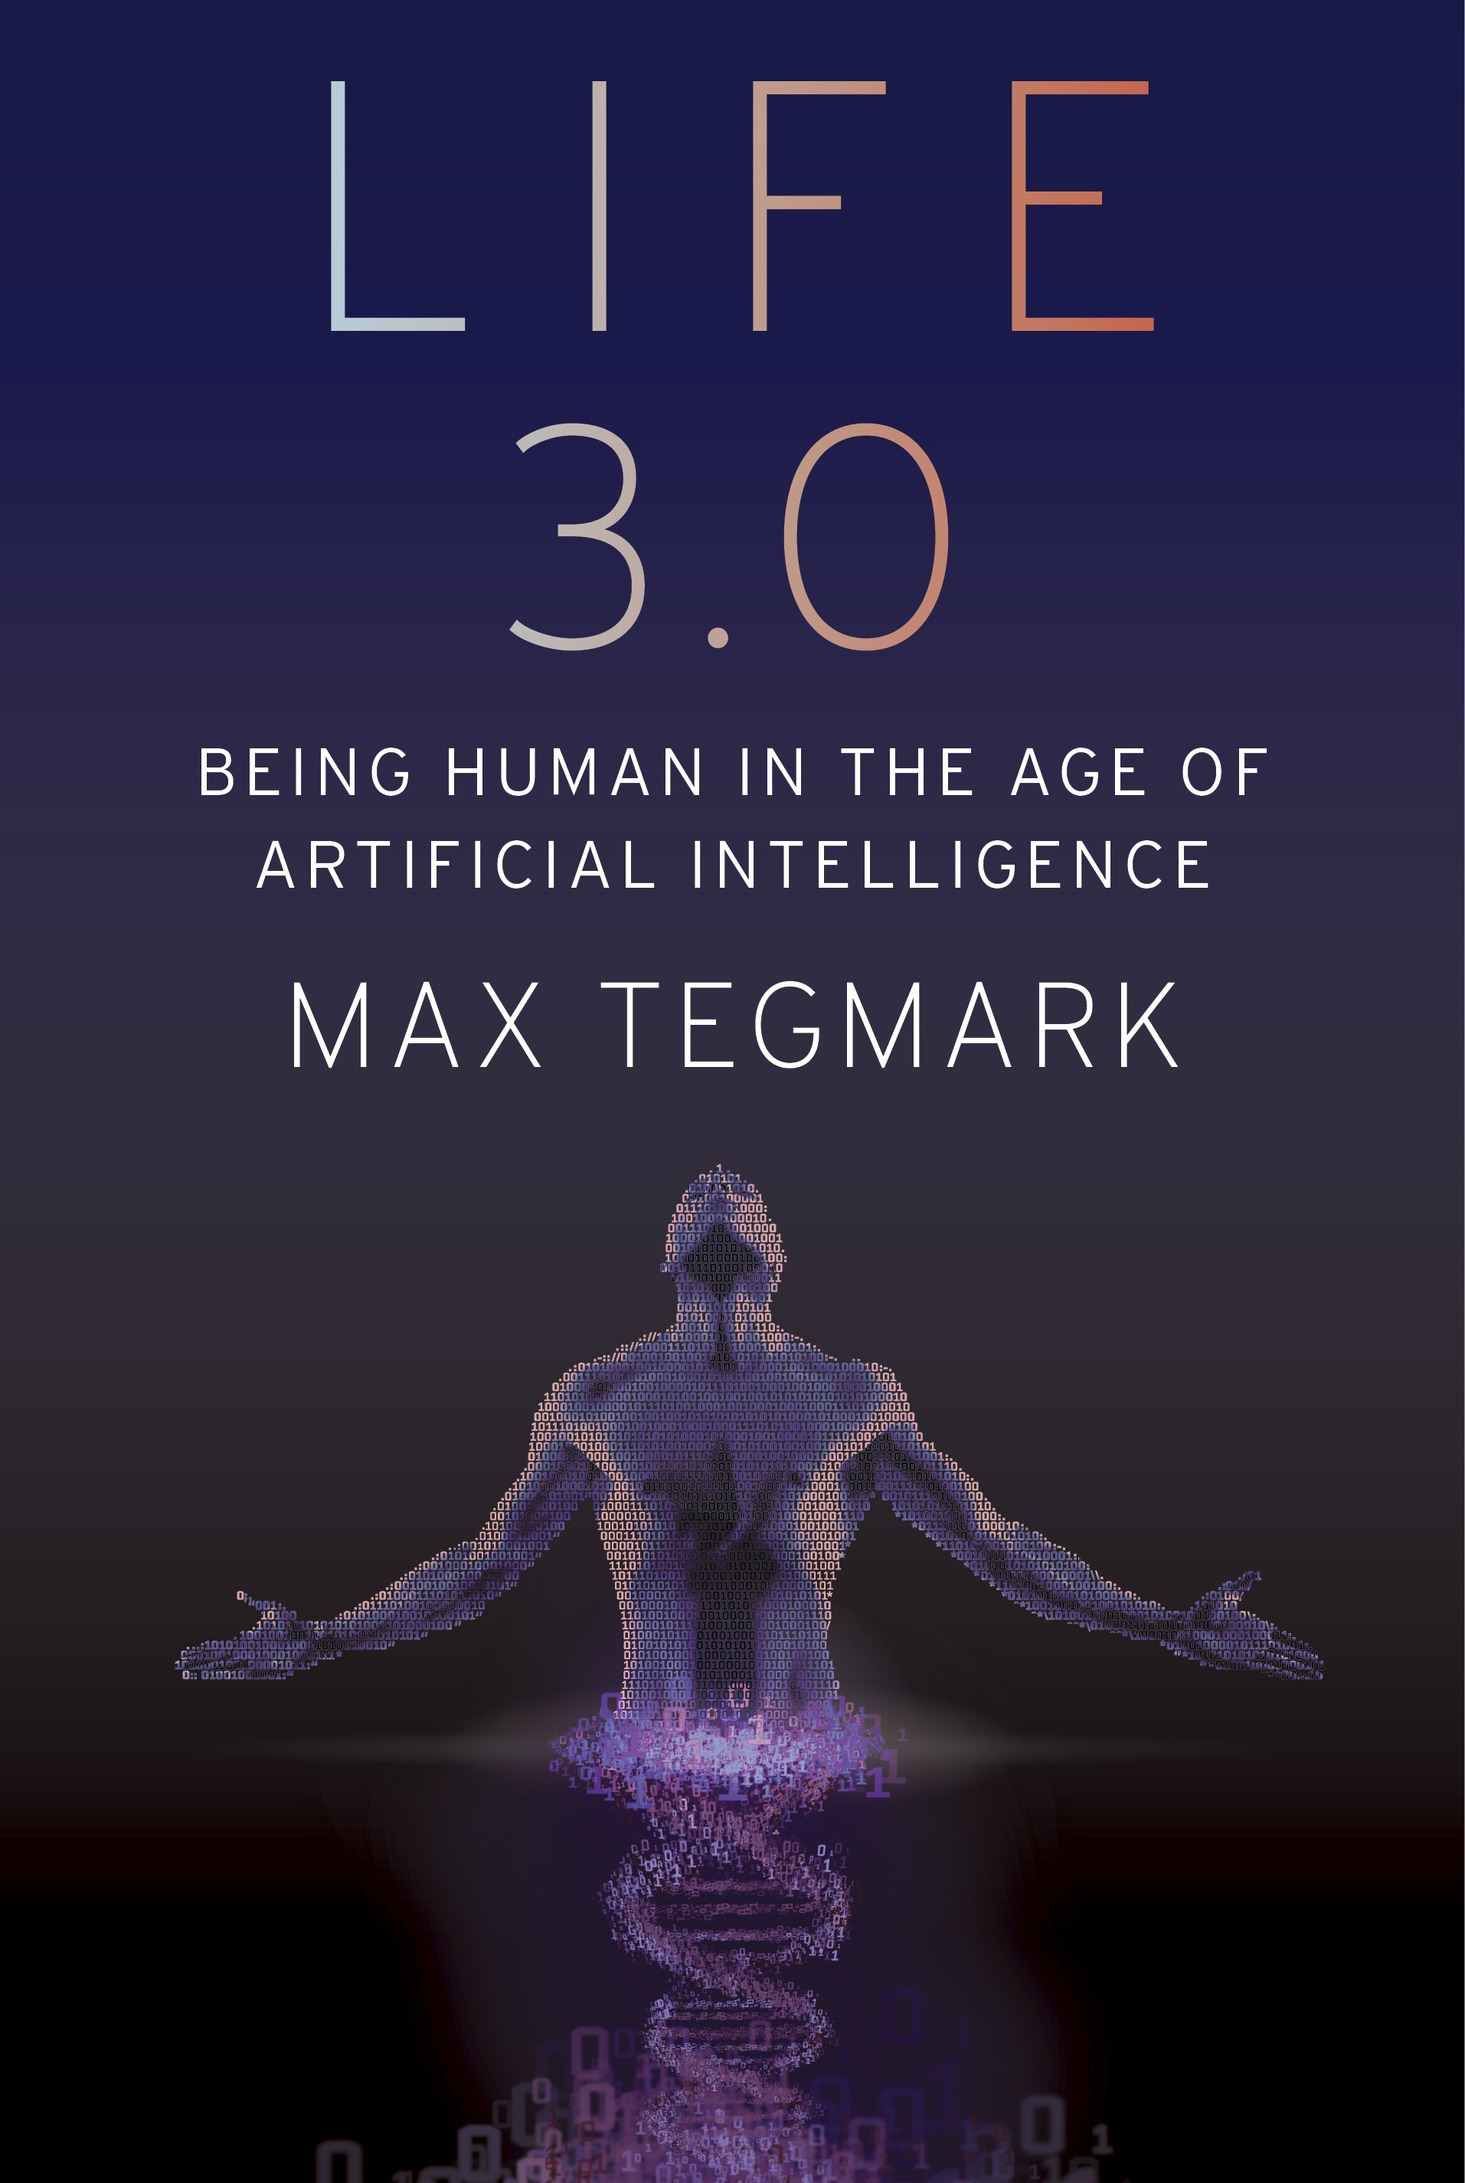 LIFE
3.0
BEING HUMAN IN THE AGE OF
ARTIFICIAL INTELLIGENCE
MAX TEGMARK